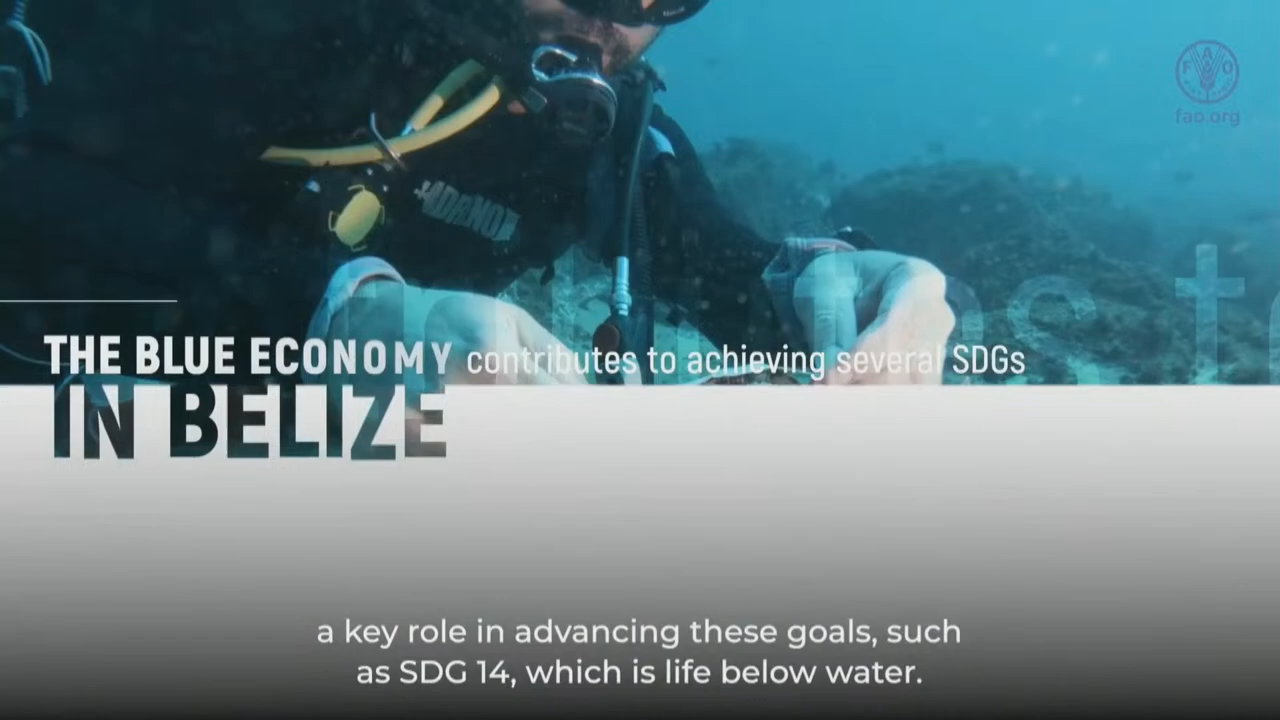 FAO
fao.org
THE BLUE ECONOMY contributes to achieving several SDGs
IN BELIZE
a key role in advancing these goals, such
as SDG 14, which is life below water.